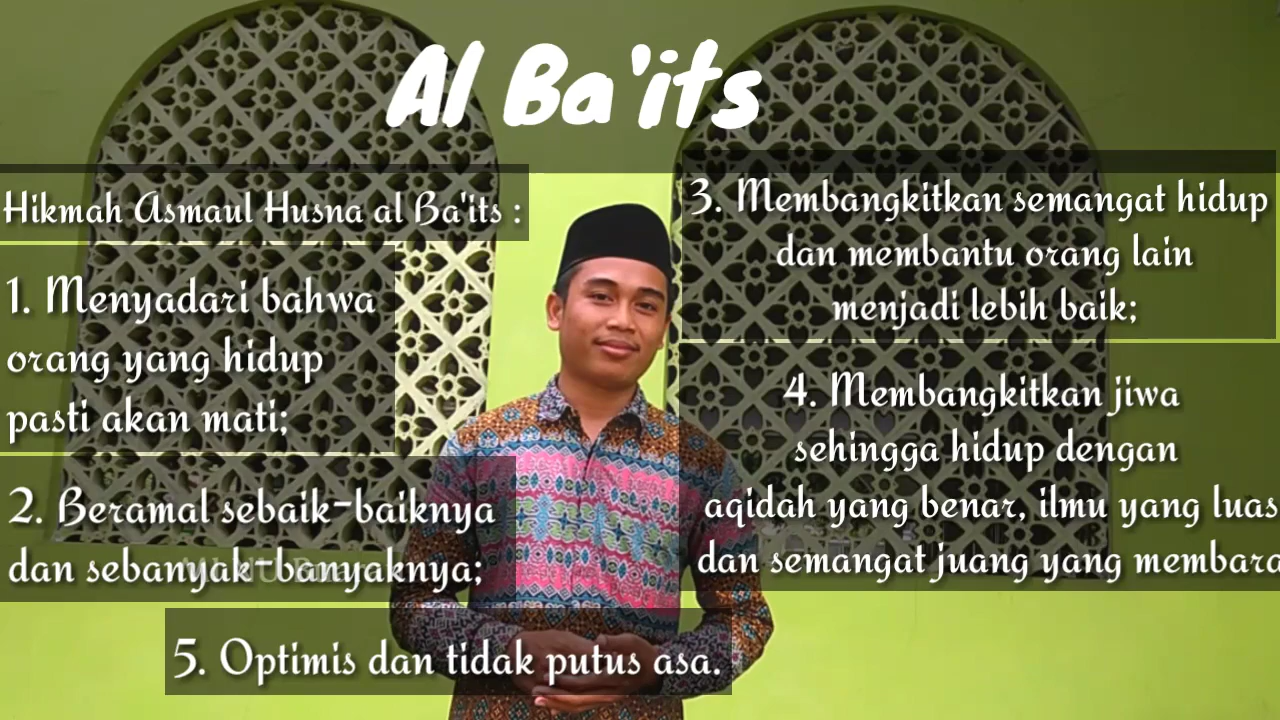 Al Ba'its
Hikmah Asmaul Husna al Ba'its :
1. Menyadari bahwa
orang yang hidup
pasti akan mati;
2. Beramal sebaik-baiknya
dan sebanyak-banyaknya;
3. Membangkitkan semangat hidup
dan membantu orang lain
menjadi lebih baik;
4. Membangkitkan jiwa
sehingga hidup dengan
aqidah yang benar, ilmu yang luas
dan semangat juang yang membara
5. Optimis dan tidak putus asa.